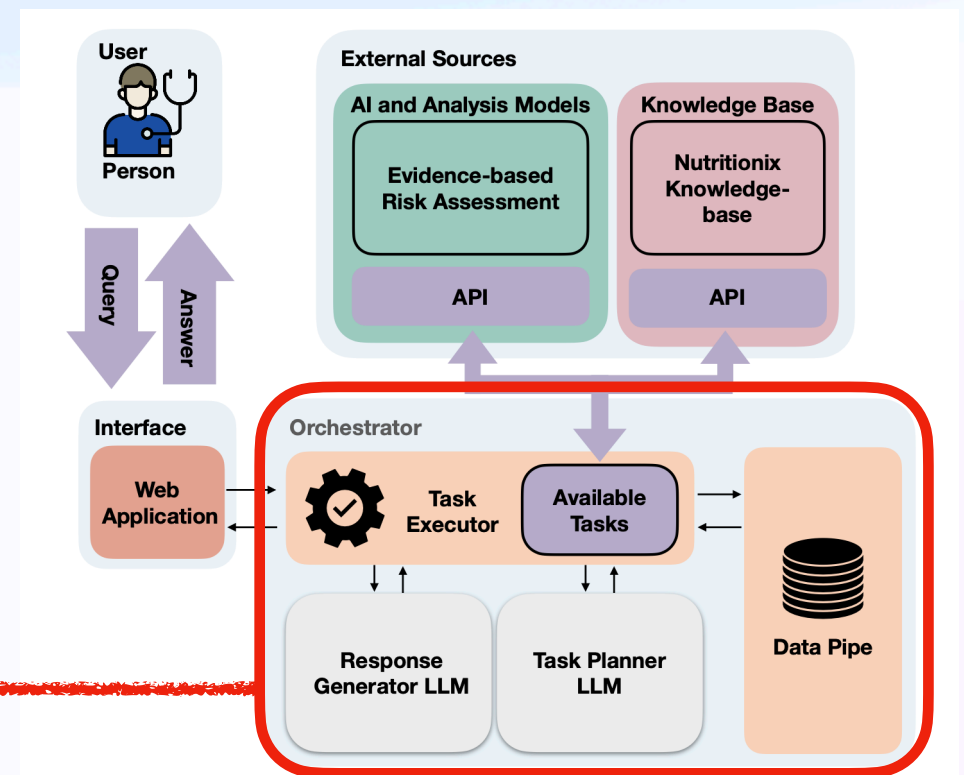 User
Person
Query
Answer
External Sources
AI and Analysis Models
Evidence-based
Risk Assessment
API
Knowledge Base
Nutritionix
Knowledge-
base
API
Interface
Web
Application
Orchestrator
Task
Executor
Available
Tasks
Response
Generator LLM
Task Planner
LLM
Data Pipe